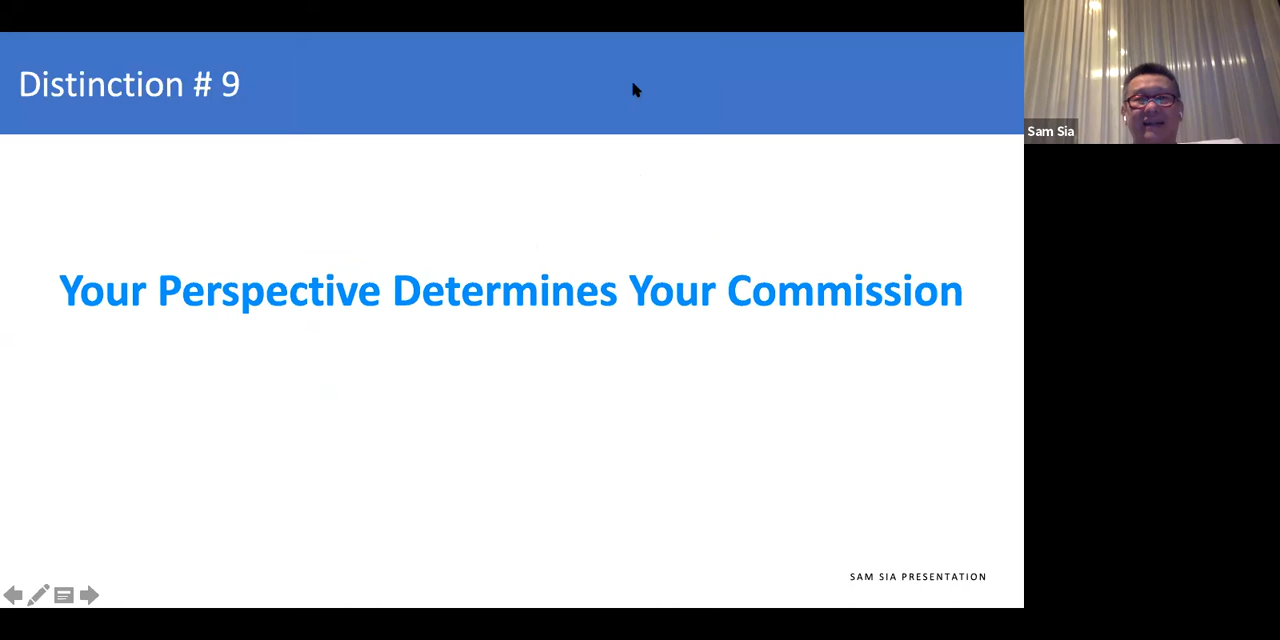 Distinction # 9
Sam Sia
Your Perspective Determines Your Commission
SAM SIA PRESENTATION